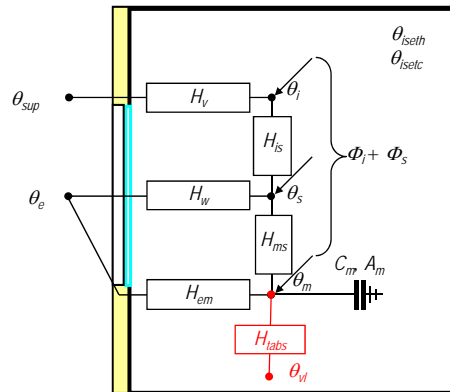 θiseth
θisetc
θsup
Hv
θi
His
Φi + Φs
θe
Hw
θs
Hms
Cm, Am
θm
Hem
Htabs
θvl